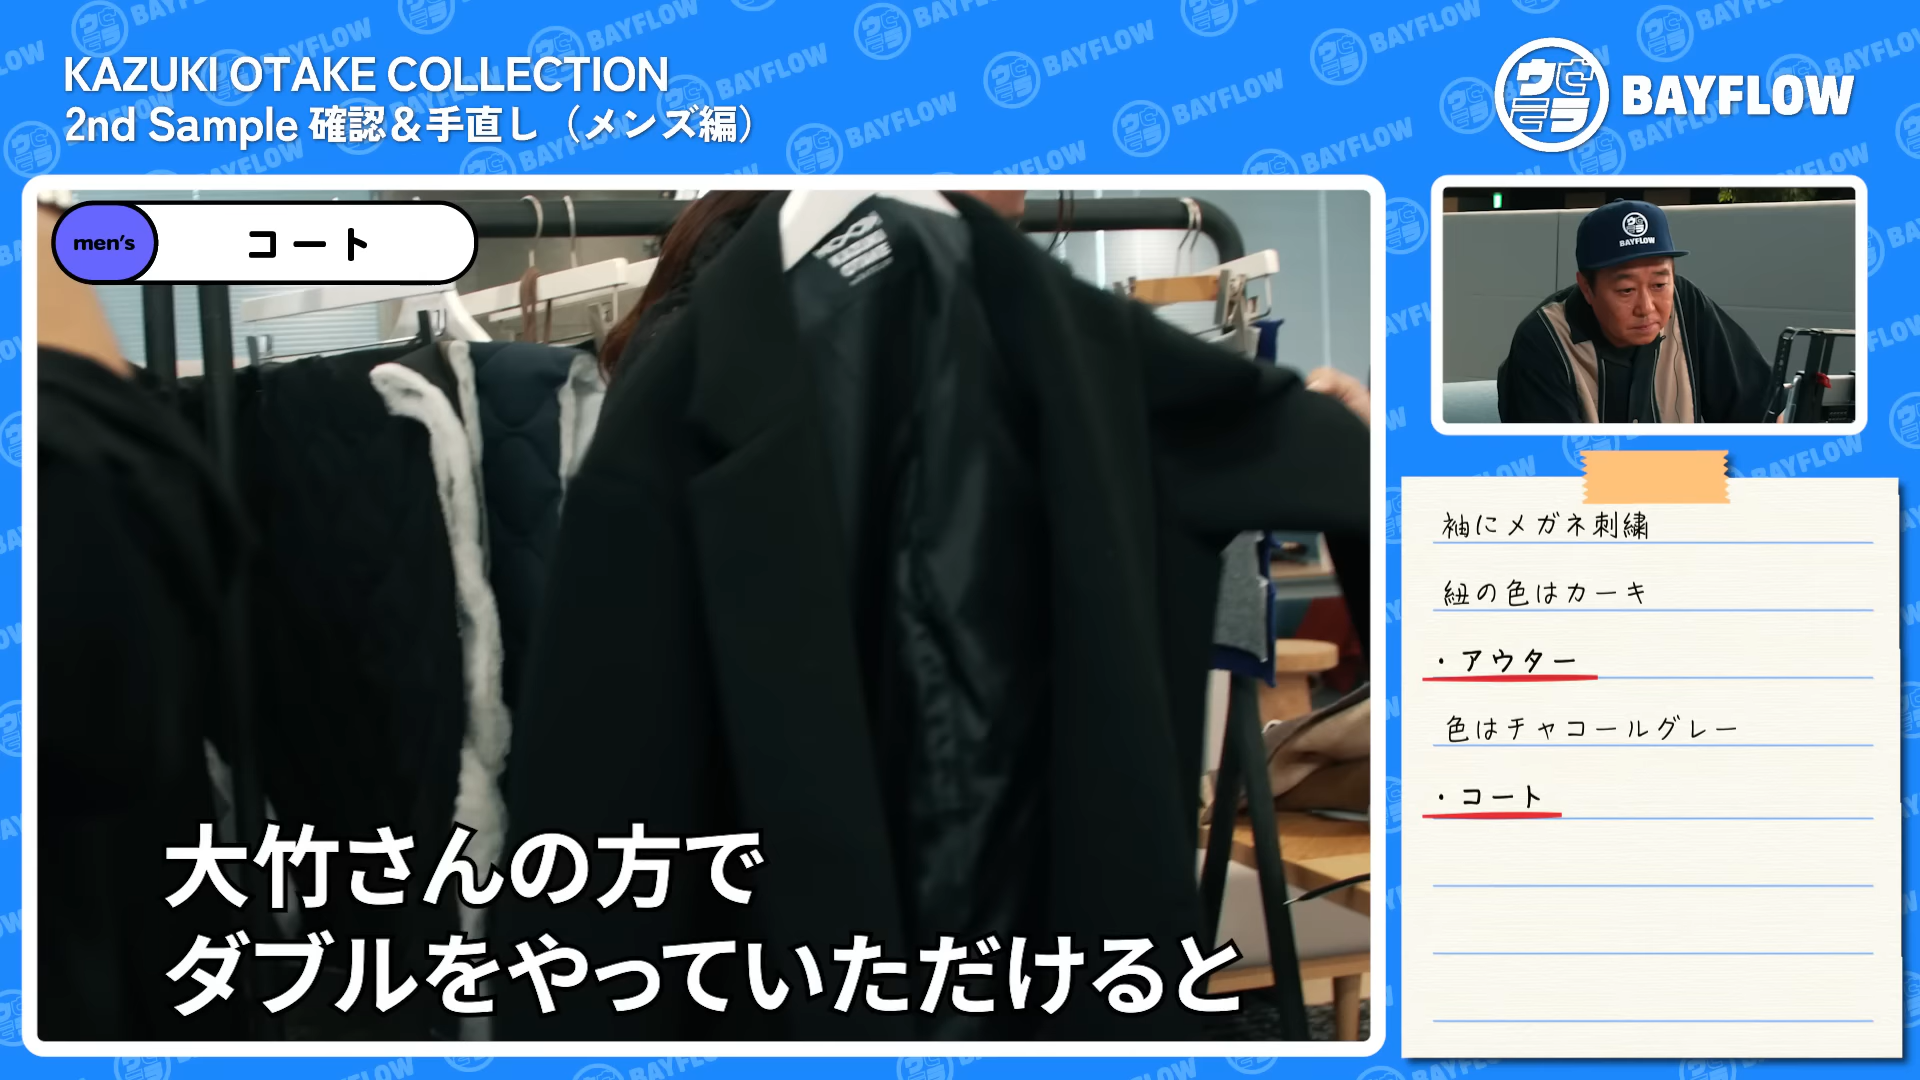 KAZUKI OTAKE COLLECTION
2nd Sample 確認＆手直し（メンズ編）
BAYFLOW
men's
コート
BAYFLOW
袖にメガネ刺繍
紐の色はカーキ
・アウター
色はチャコールグレー
・コート
大竹さんの方で
ダブルをやっていただけると